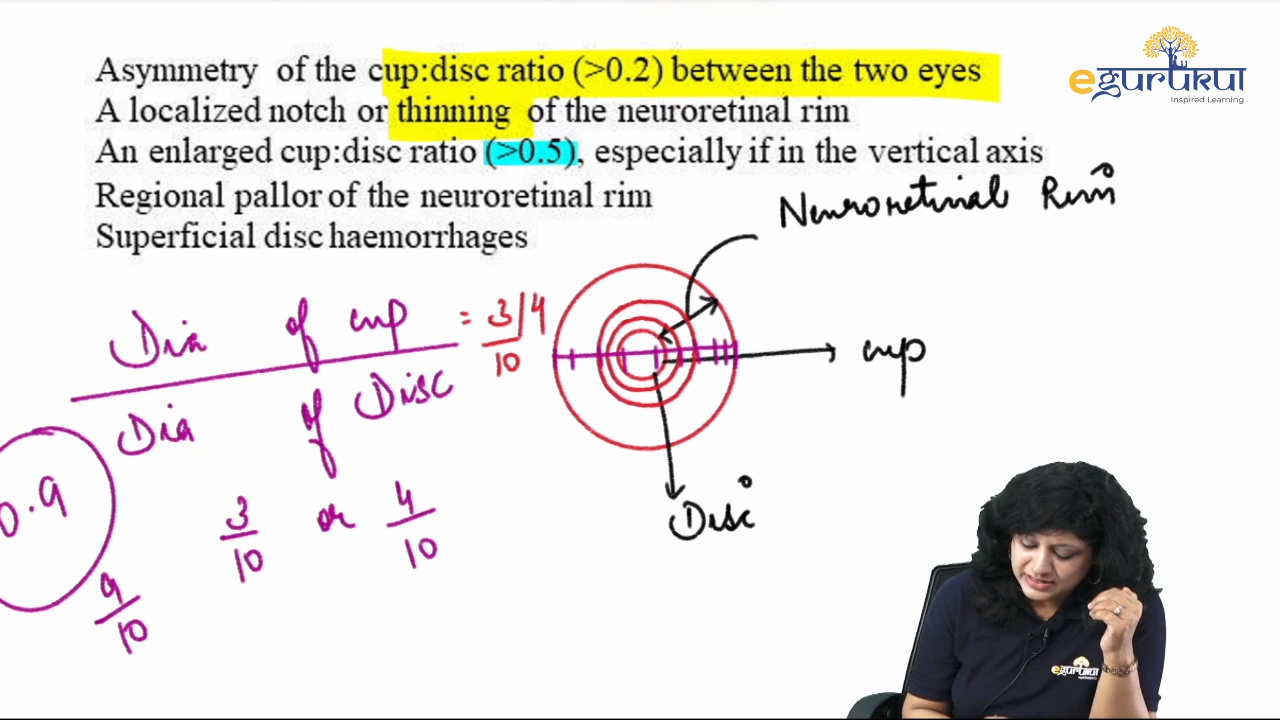 egurukul
Inspired Learning
Asymmetry of the cup:disc ratio (>0.2) between the two eyes
A localized notch or thinning of the neuroretinal rim
An enlarged cup:disc ratio (>0.5), especially if in the vertical axis
Regional pallor of the neuroretinal rim
Superficial disc haemorrhages
Neuroretinal Rim
Dia of cup = 3/4
Dia of Disc 10
cup
Disc
0.9
3 or 4
10 10
9
10
egurukul